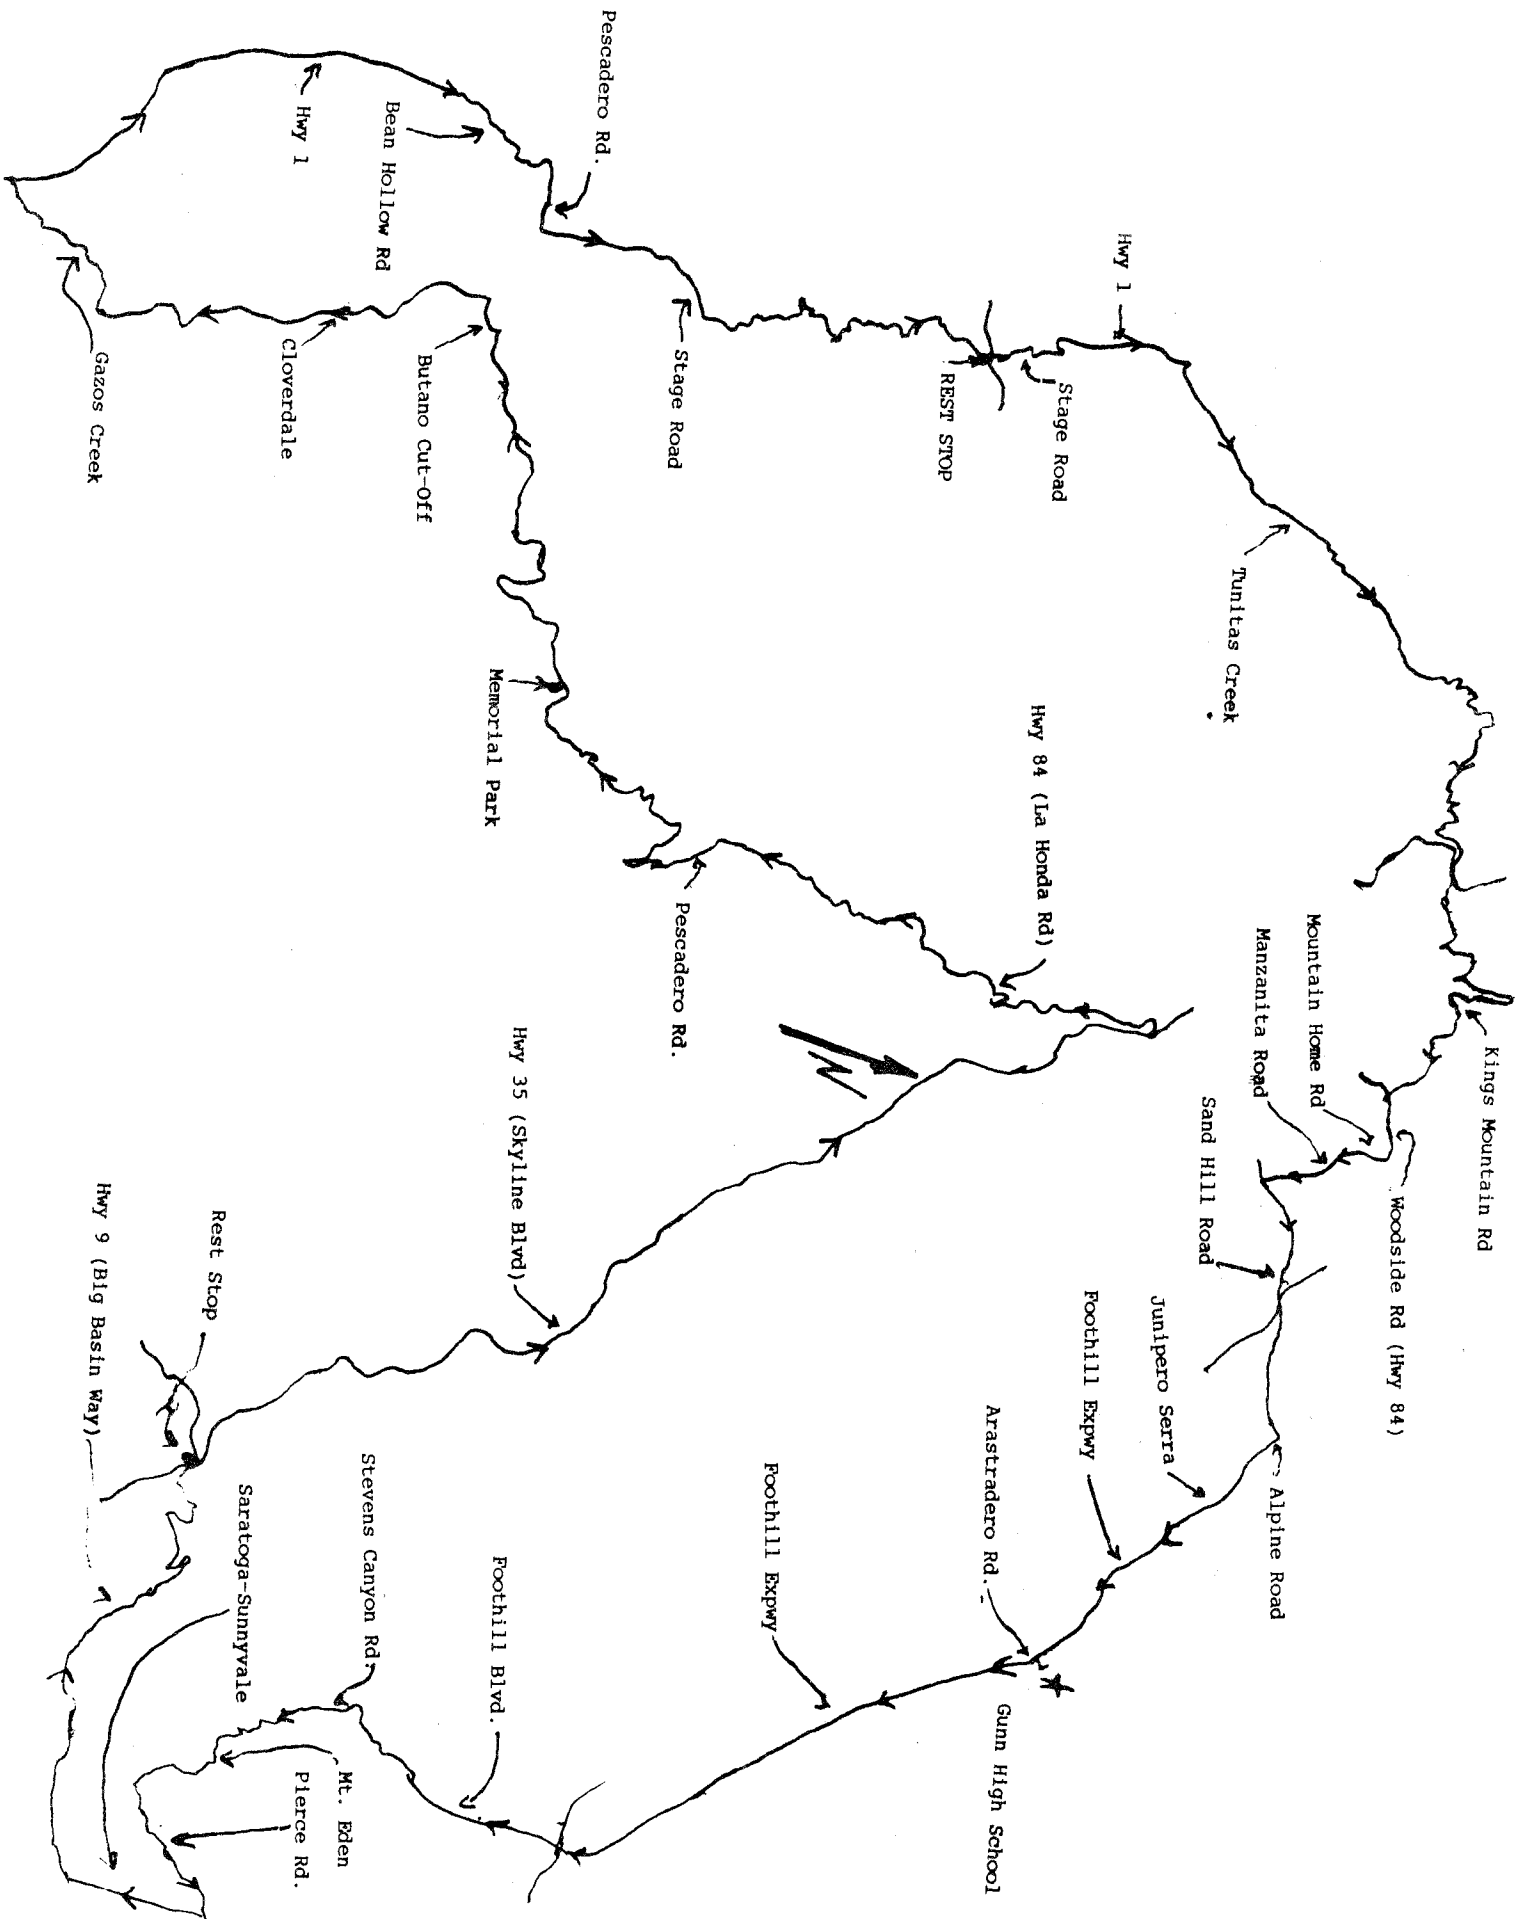 Pescadero Rd.
Hwy 1
Bean Hollow Rd
Hwy 1
Stage Road
REST STOP
Stage Road
Butano Cut-Off
Cloverdale
Gazos Creek
Tunitas Creek
Memorial Park
Hwy 84 (La Honda Rd)
Pescadero Rd.
Kings Mountain Rd
Mountain Home Rd
Manzanita Road
Woodside Rd (Hwy 84)
Sand Hill Road
N
Hwy 35 (Skyline Blvd)
Junipero Serra
Foothill Expwy
Alpine Road
Arastradero Rd.
Gunn High School
Foothill Expwy
Rest Stop
Hwy 9 (Big Basin Way)
Stevens Canyon Rd.
Saratoga-Sunnyvale
Foothill Blvd.
Mt. Eden
Pierce Rd.